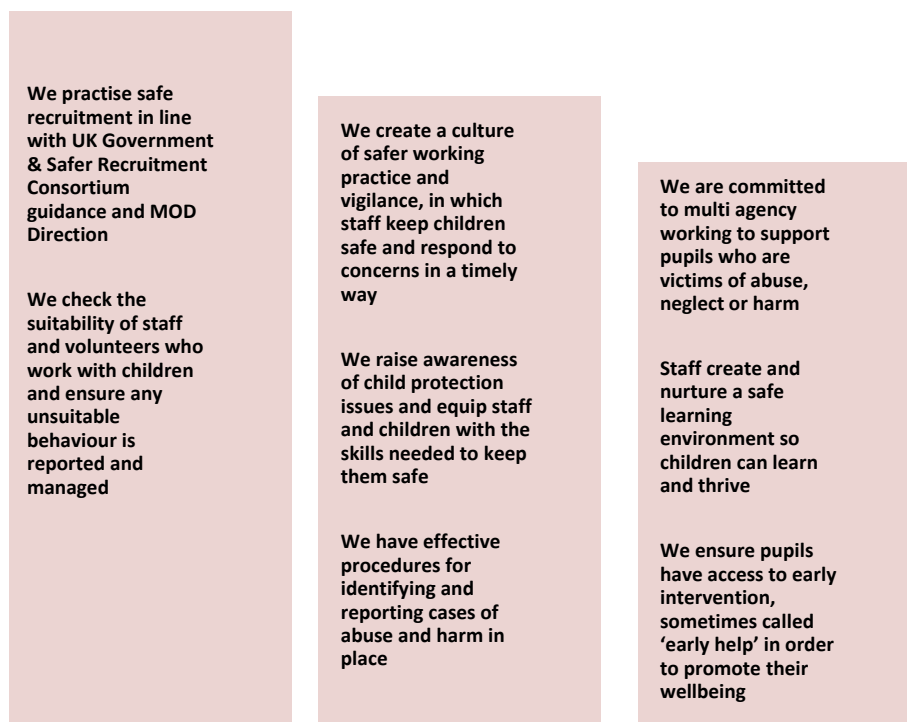 We practise safe
recruitment in line
with UK Government
& Safer Recruitment
Consortium
guidance and MOD
Direction
We check the
suitability of staff
and volunteers who
work with children
and ensure any
unsuitable
behaviour is
reported and
managed
We create a culture
of safer working
practice and
vigilance, in which
staff keep children
safe and respond to
concerns in a timely
way
We raise awareness
of child protection
issues and equip staff
and children with the
skills needed to keep
them safe
We have effective
procedures for
identifying and
reporting cases of
abuse and harm in
place
We are committed
to multi agency
working to support
pupils who are
victims of abuse,
neglect or harm
Staff create and
nurture a safe
learning
environment so
children can learn
and thrive
We ensure pupils
have access to early
intervention,
sometimes called
‘early help’ in order
to promote their
wellbeing